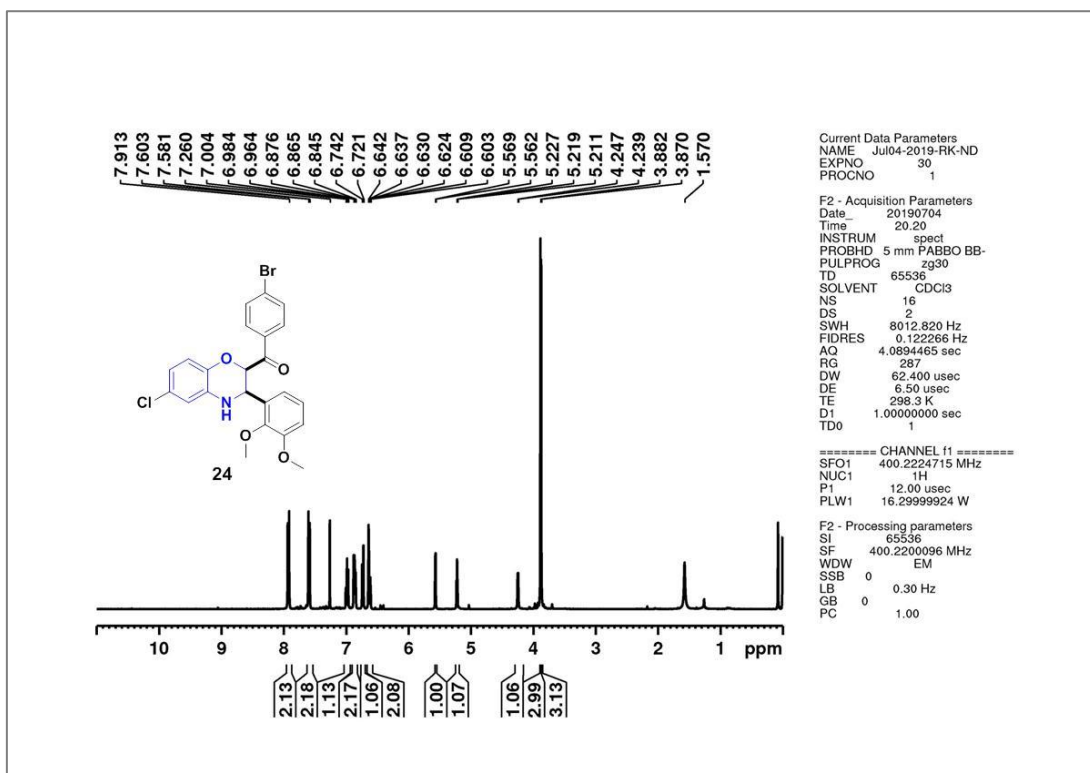 7.913
7.603
7.581
7.260
7.004
6.984
6.964
6.876
6.865
6.845
6.742
6.721
6.642
6.637
6.630
6.624
6.609
6.603
5.569
5.562
5.227
5.219
5.211
4.247
4.239
3.882
3.870
1.570
Br
O
O
Cl
N
H
O
O
24
10 9 8 7 6 5 4 3 2 1 ppm
2.13
2.18
1.13
2.17
1.06
2.08
1.00
1.07
1.06
2.99
3.13
Current Data Parameters
NAME Jul04-2019-RK-ND
EXPNO 30
PROCNO 1
F2 - Acquisition Parameters
Date_ 20190704
Time 20.20
INSTRUM spect
PROBHD 5 mm PABBO BB-
PULPROG zg30
TD 65536
SOLVENT CDCl3
NS 16
DS 2
SWH 8012.820 Hz
FIDRES 0.122266 Hz
AQ 4.0894465 sec
RG 287
DW 62.400 usec
DE 6.50 usec
TE 298.3 K
D1 1.00000000 sec
TD0 1
======== CHANNEL f1 ========
SFO1 400.2224715 MHz
NUC1 1H
P1 12.00 usec
PLW1 16.29999924 W
F2 - Processing parameters
SI 65536
SF 400.2200096 MHz
WDW EM
SSB 0
LB 0.30 Hz
GB 0
PC 1.00